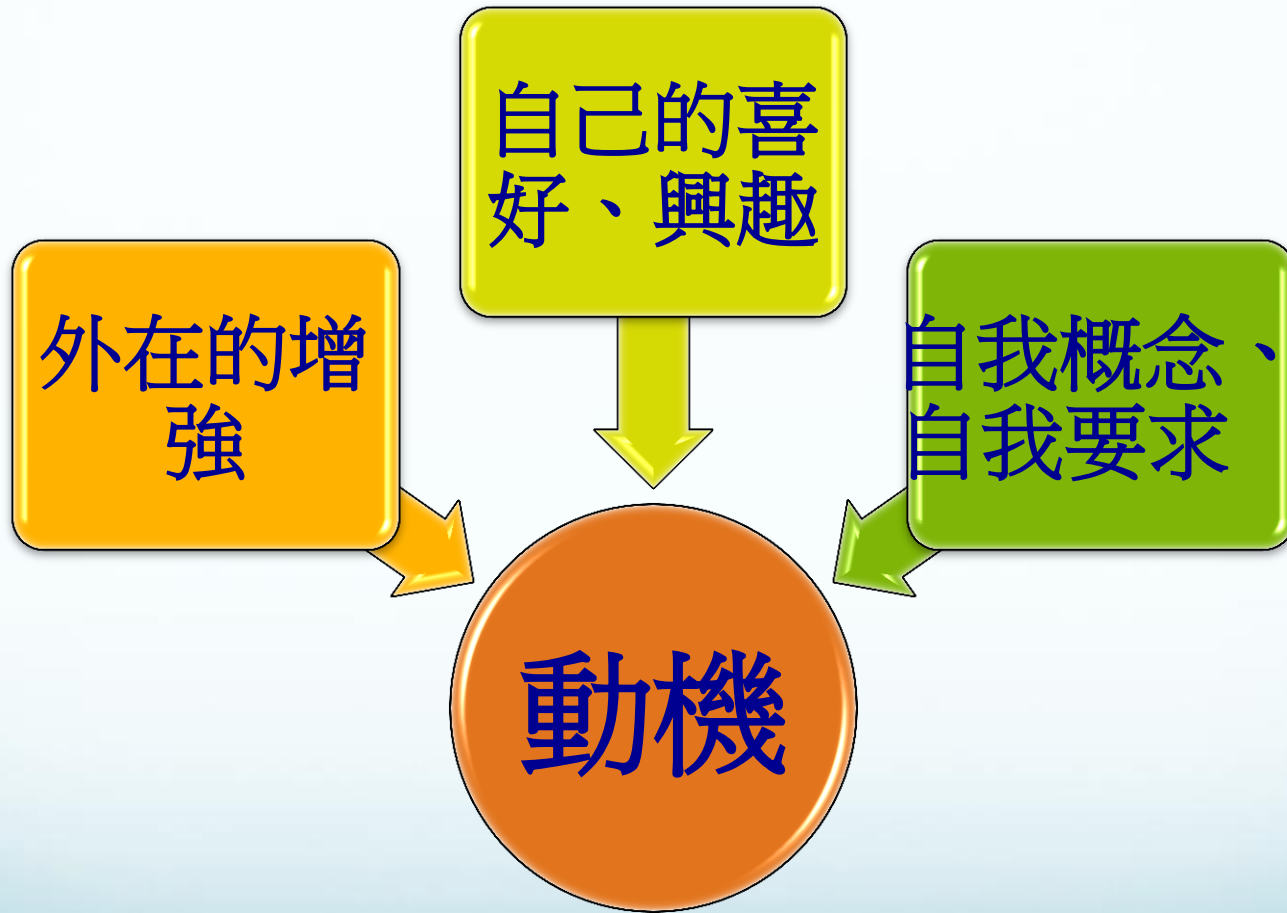 自己的喜
好、興趣
外在的增
強
自我概念、
自我要求
動機